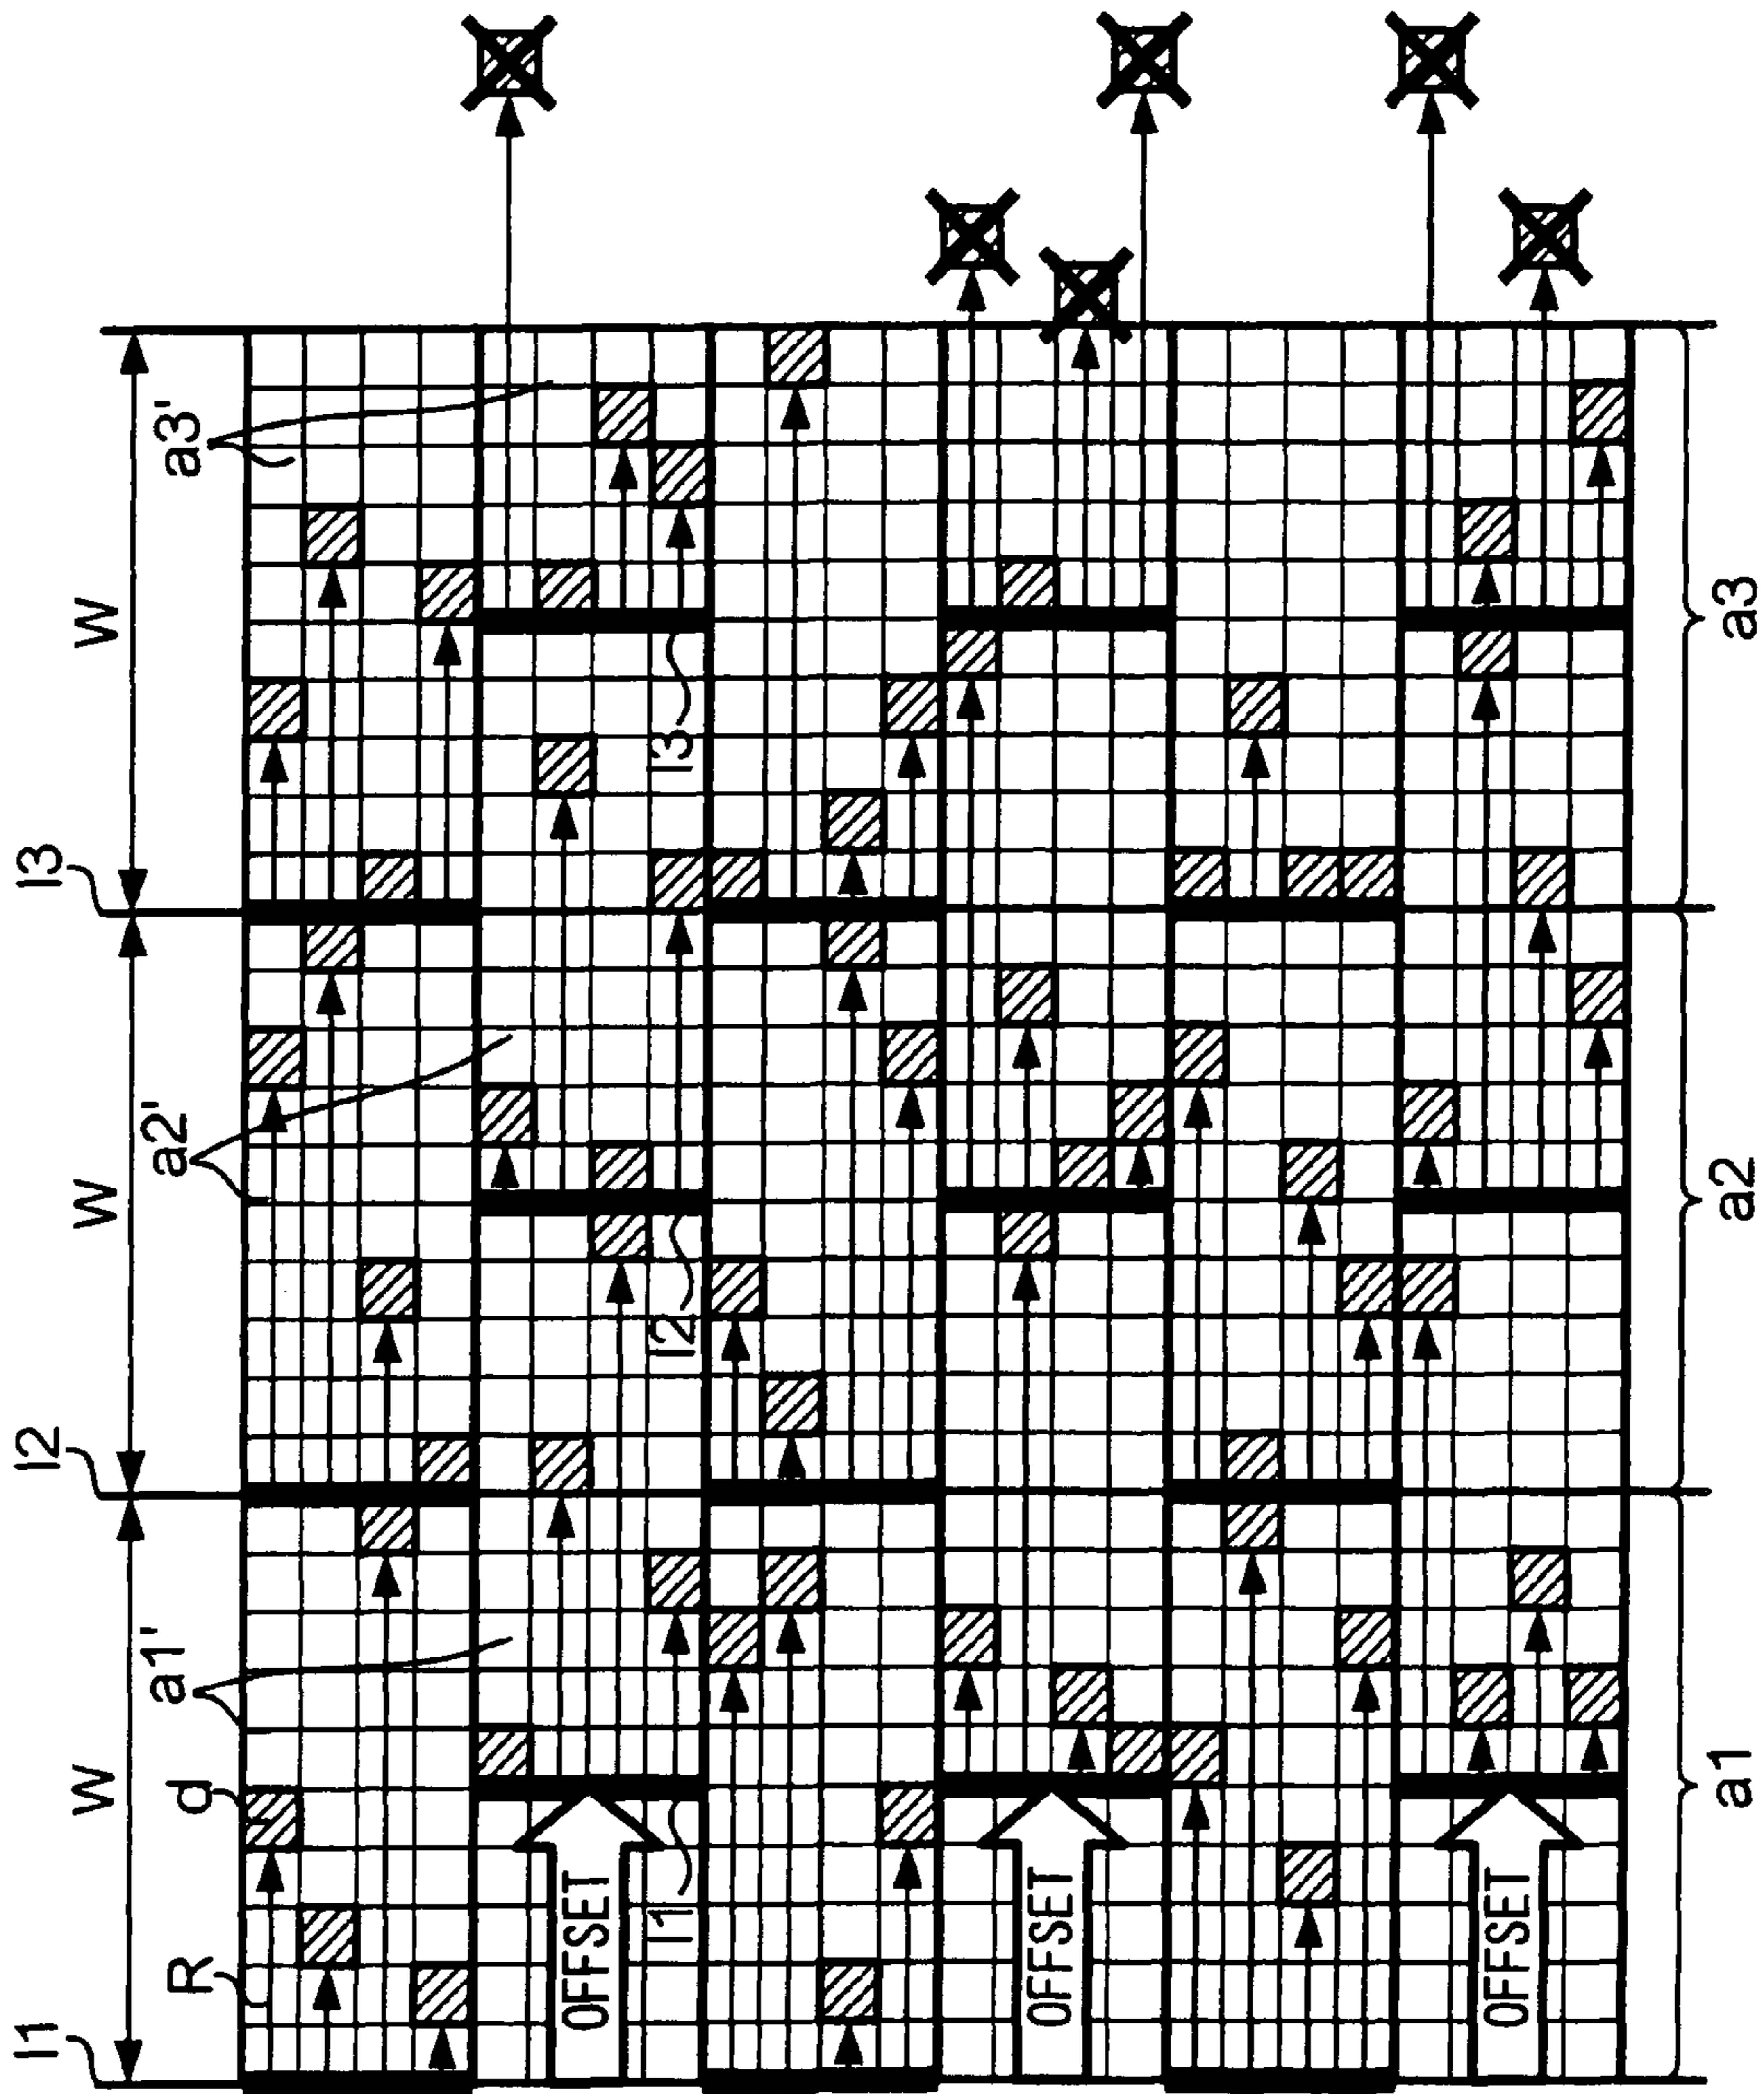 l1 l2 l3
W W W
R d a1' a2' a3'
OFFSET
l1 l2 l3
OFFSET
OFFSET
a1 a2 a3